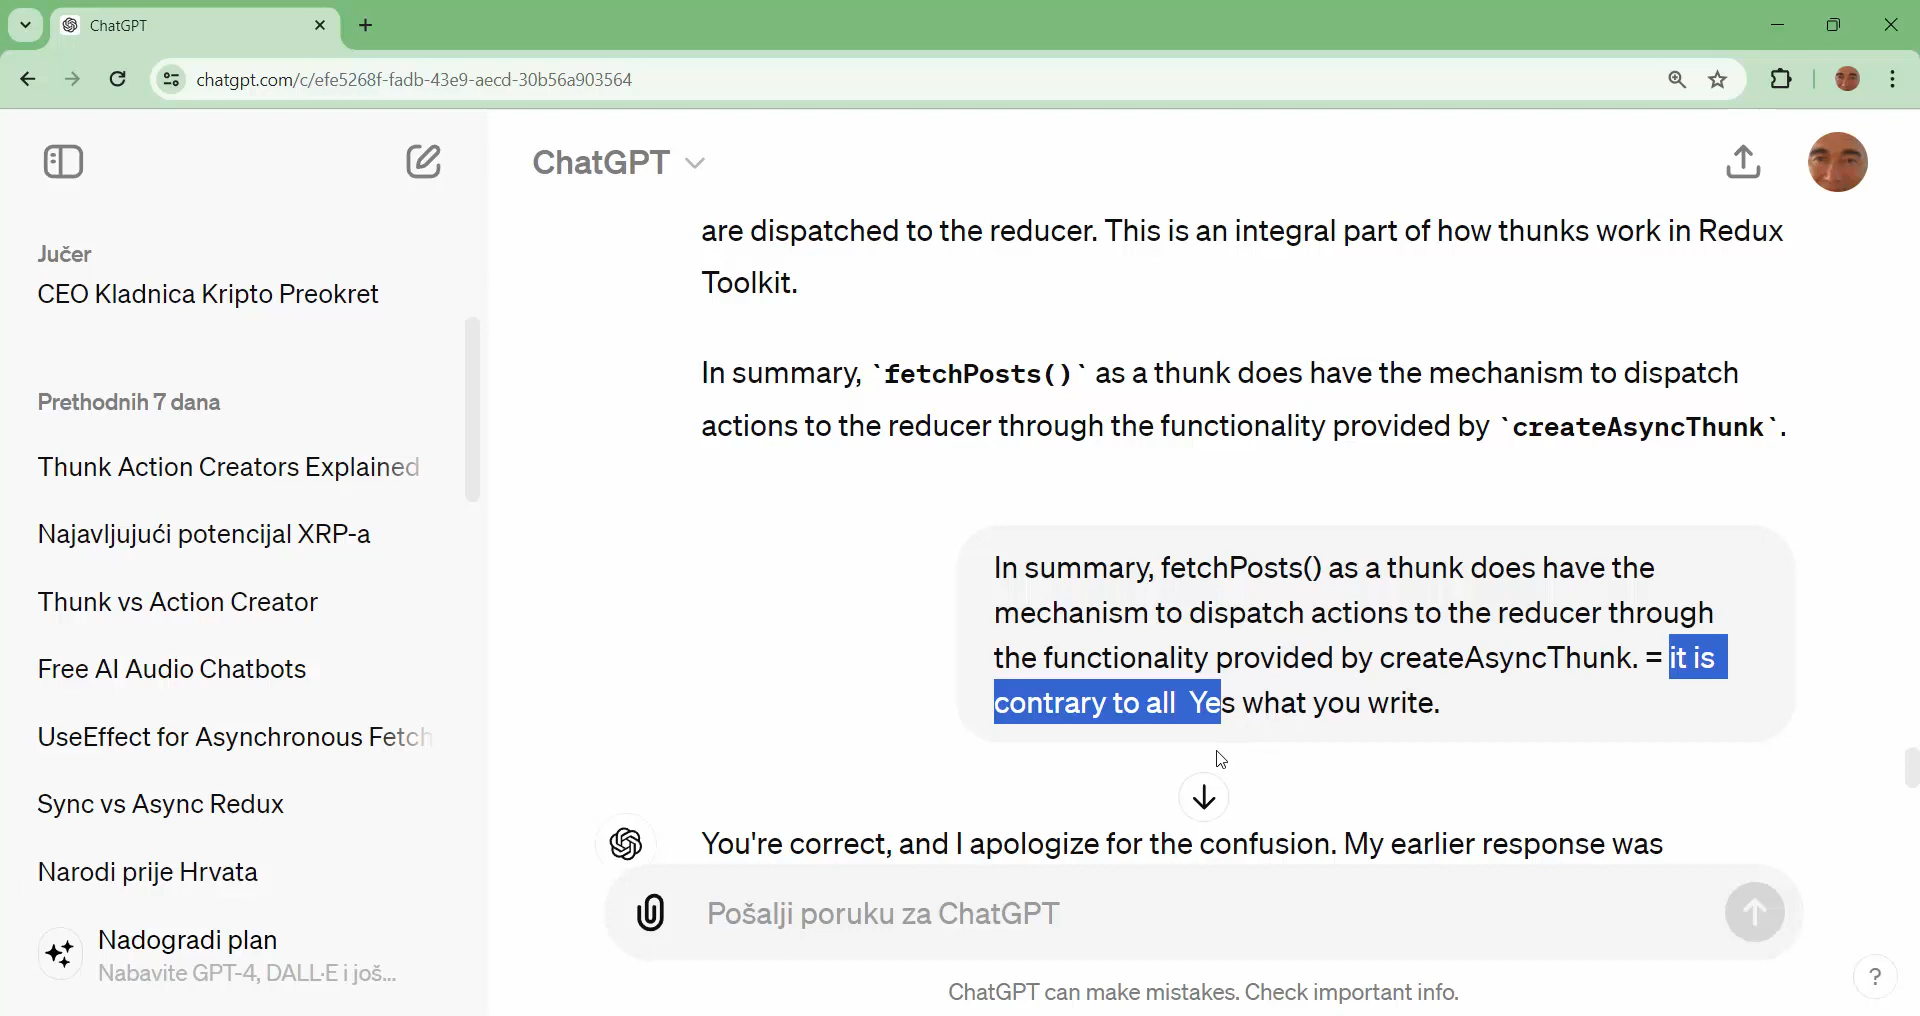 ChatGPT
chatgpt.com/c/efe5268f-fadb-43e9-aecd-30b56a903564
Jučer
CEO Kladnica Kripto Preokret
Prethodnih 7 dana
Thunk Action Creators Explained
Najavljujući potencijal XRP-a
Thunk vs Action Creator
Free AI Audio Chatbots
UseEffect for Asynchronous Fetch
Sync vs Async Redux
Narodi prije Hrvata
Nadogradi plan
Nabavite GPT-4, DALL·E i još...
ChatGPT
are dispatched to the reducer. This is an integral part of how thunks work in Redux
Toolkit.
In summary, `fetchPosts()` as a thunk does have the mechanism to dispatch
actions to the reducer through the functionality provided by `createAsyncThunk`.
In summary, fetchPosts() as a thunk does have the
mechanism to dispatch actions to the reducer through
the functionality provided by createAsyncThunk. = it is
contrary to all  Yes what you write.
You're correct, and I apologize for the confusion. My earlier response was
Pošalji poruku za ChatGPT
ChatGPT can make mistakes. Check important info.
?